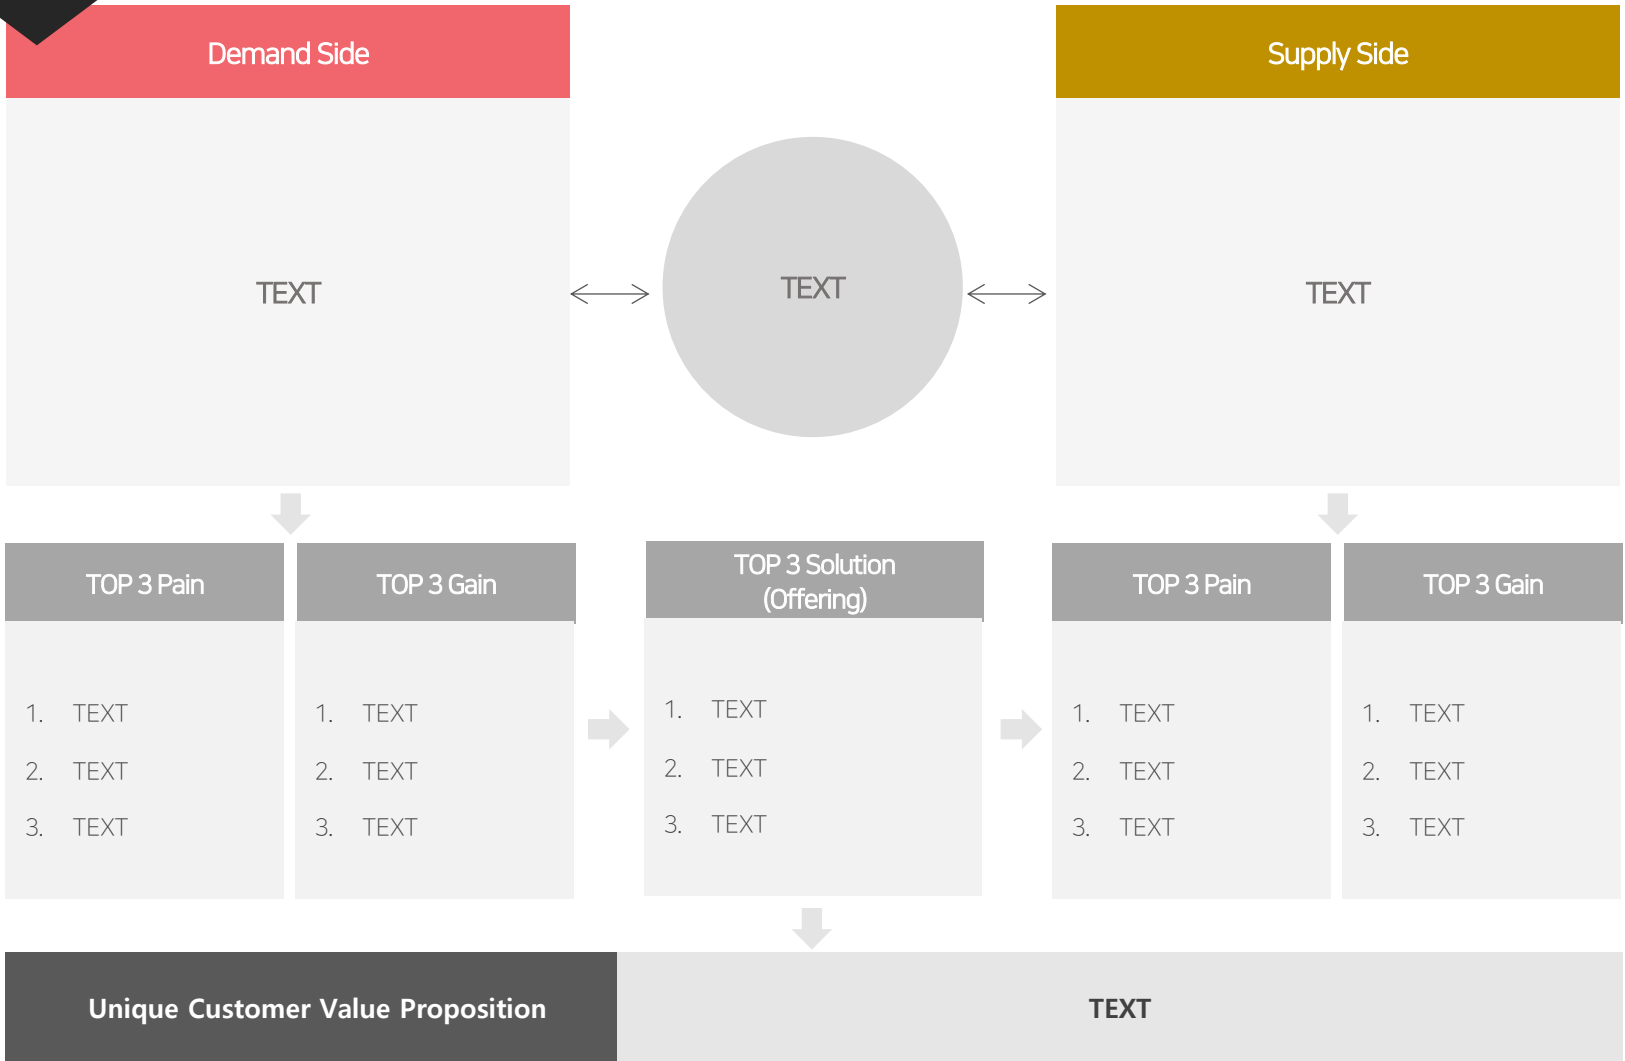 Demand Side
Supply Side
TEXT
TEXT
TEXT
TOP 3 Pain
TOP 3 Gain
TOP 3 Solution
(Offering)
TOP 3 Pain
TOP 3 Gain
1. TEXT
2. TEXT
3. TEXT
1. TEXT
2. TEXT
3. TEXT
1. TEXT
2. TEXT
3. TEXT
1. TEXT
2. TEXT
3. TEXT
1. TEXT
2. TEXT
3. TEXT
Unique Customer Value Proposition
TEXT